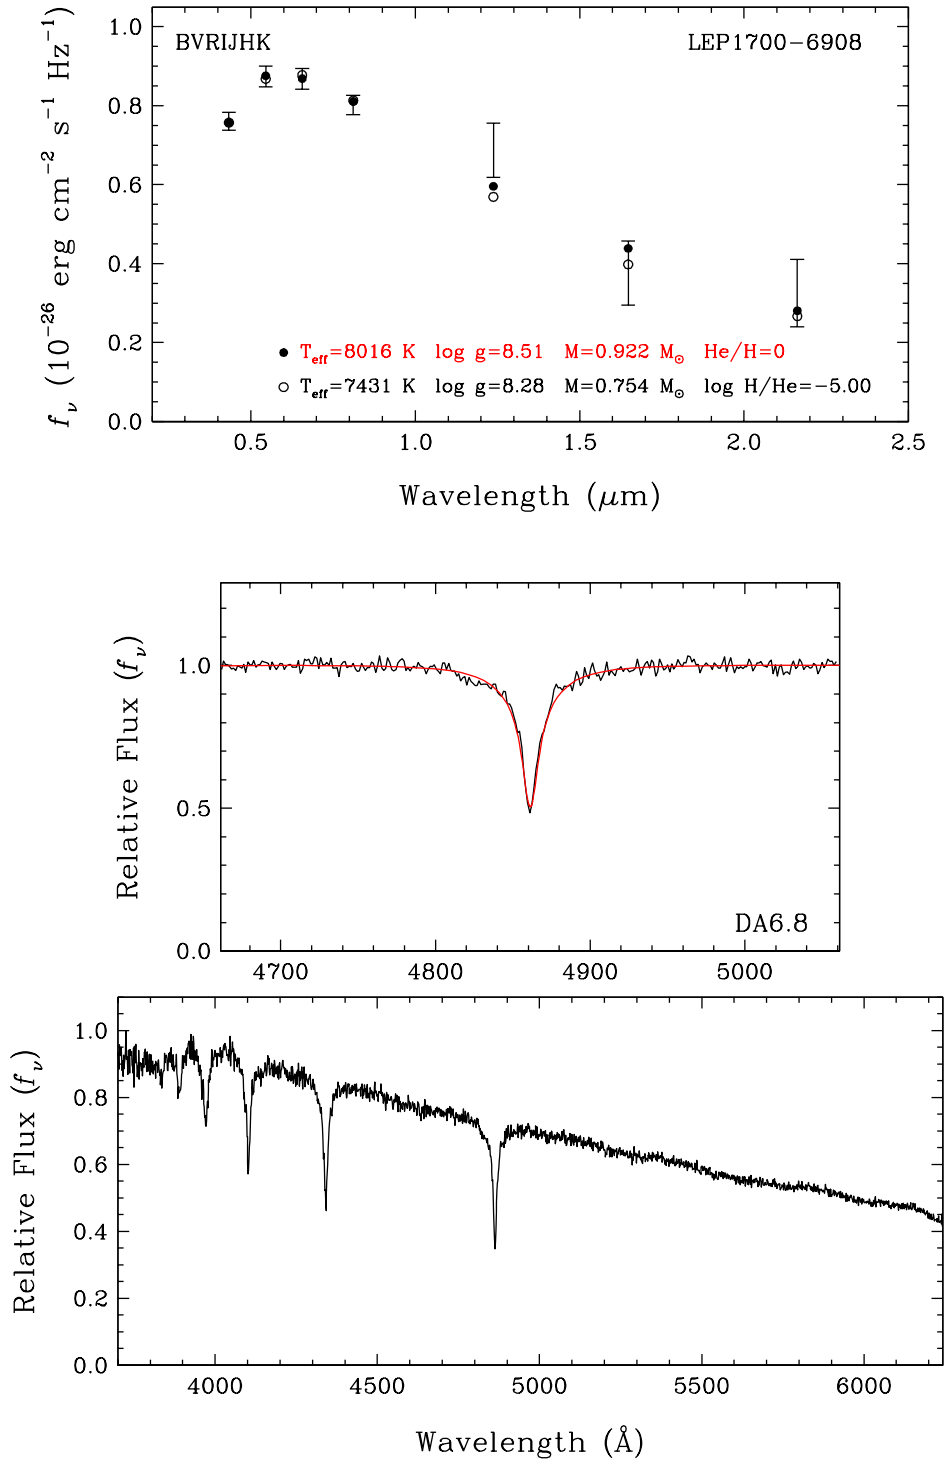 BVRIJHK LEP1700−6908
1.0
0.8
0.6
0.4
0.2
0.0
f_ν (10^−26 erg cm^−2 s^−1 Hz^−1)
T_eff=8016 K log g=8.51 M=0.922 M_⊙ He/H=0
T_eff=7431 K log g=8.28 M=0.754 M_⊙ log H/He=−5.00
0.5 1.0 1.5 2.0 2.5
Wavelength (μm)
1.0
0.5
0.0
Relative Flux (f_ν)
DA6.8
4700 4800 4900 5000
1.0
0.8
0.6
0.4
0.2
0.0
Relative Flux (f_ν)
4000 4500 5000 5500 6000
Wavelength (Å)